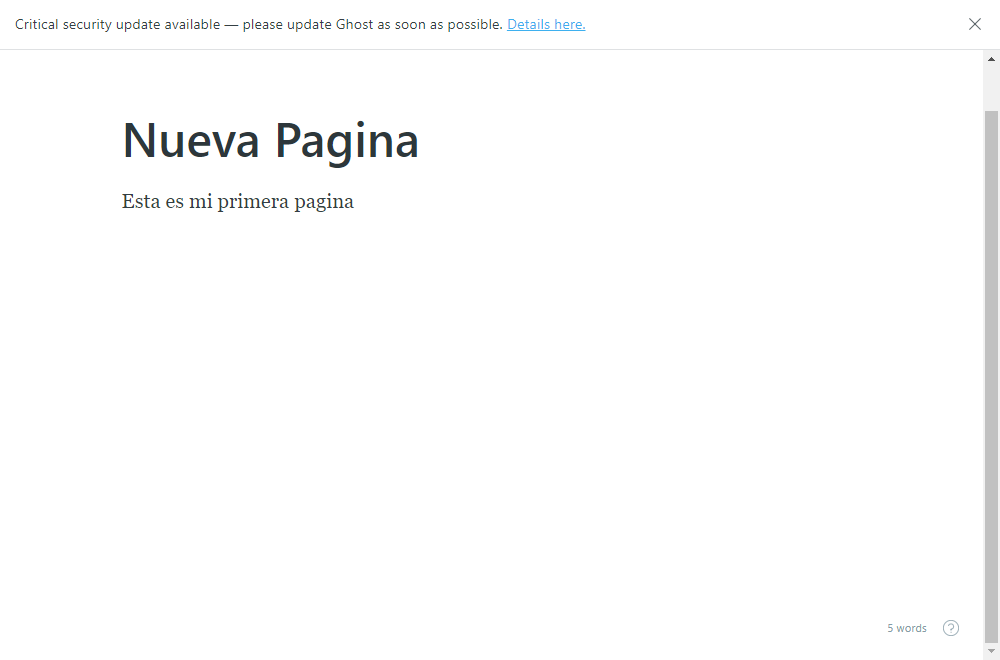 Critical security update available — please update Ghost as soon as possible. Details here.
Nueva Pagina
Esta es mi primera pagina
5 words
?